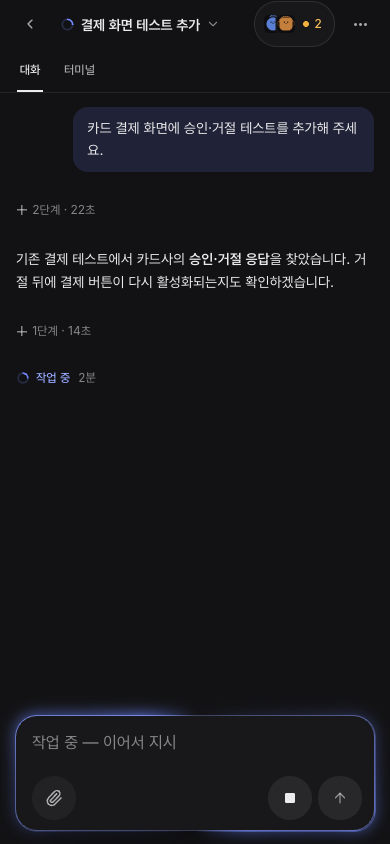 결제 화면 테스트 추가
2
대화
터미널
카드 결제 화면에 승인·거절 테스트를 추가해 주세
요.
2단계 · 22초
기존 결제 테스트에서 카드사의 승인·거절 응답을 찾았습니다. 거
절 뒤에 결제 버튼이 다시 활성화되는지도 확인하겠습니다.
1단계 · 14초
작업 중 2분
작업 중 — 이어서 지시